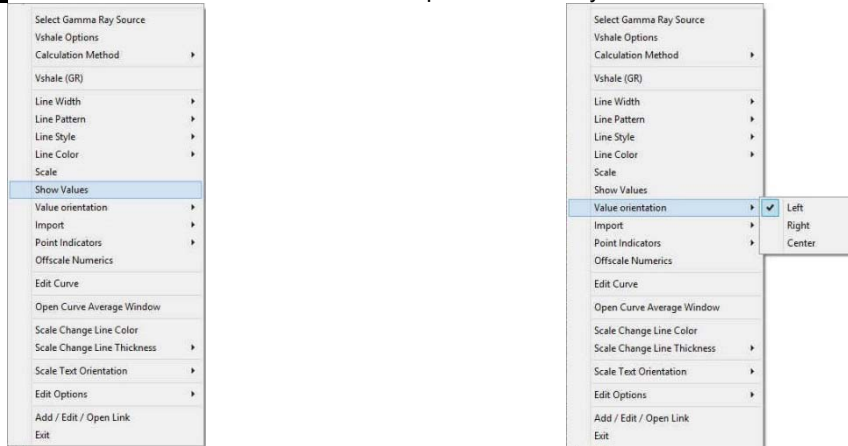 Select Gamma Ray Source
Vshale Options
Calculation Method
Vshale (GR)
Line Width
Line Pattern
Line Style
Line Color
Scale
Show Values
Value orientation
Import
Point Indicators
Offscale Numerics
Edit Curve
Open Curve Average Window
Scale Change Line Color
Scale Change Line Thickness
Scale Text Orientation
Edit Options
Add / Edit / Open Link
Exit
Select Gamma Ray Source
Vshale Options
Calculation Method
Vshale (GR)
Line Width
Line Pattern
Line Style
Line Color
Scale
Show Values
Value orientation
Import
Point Indicators
Offscale Numerics
Edit Curve
Open Curve Average Window
Scale Change Line Color
Scale Change Line Thickness
Scale Text Orientation
Edit Options
Add / Edit / Open Link
Exit
Left
Right
Center